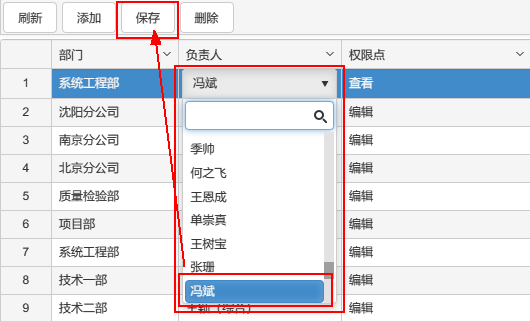 刷新 添加 保存 删除
部门 负责人 权限点
1 系统工程部 冯斌 查看
2 沈阳分公司 编辑
3 南京分公司 季帅 编辑
4 北京分公司 何之飞 编辑
5 质量检验部 王恩成 编辑
6 项目部 单崇真 编辑
7 系统工程部 王树宝 编辑
张珊
8 技术一部 冯斌 编辑
9 技术二部 编辑